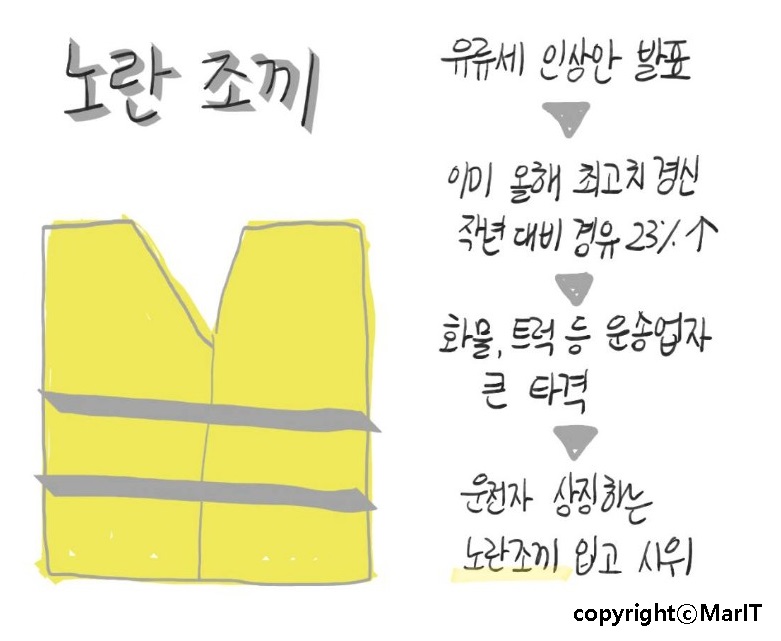 노란 조끼
유류세 인상안 발표
이미 올해 최고치 경신
작년 대비 경유 23% ↑
화물, 트럭 등 운송업자
큰 타격
운전자 상징하는
노란조끼 입고 시위
copyrightⓒMarIT